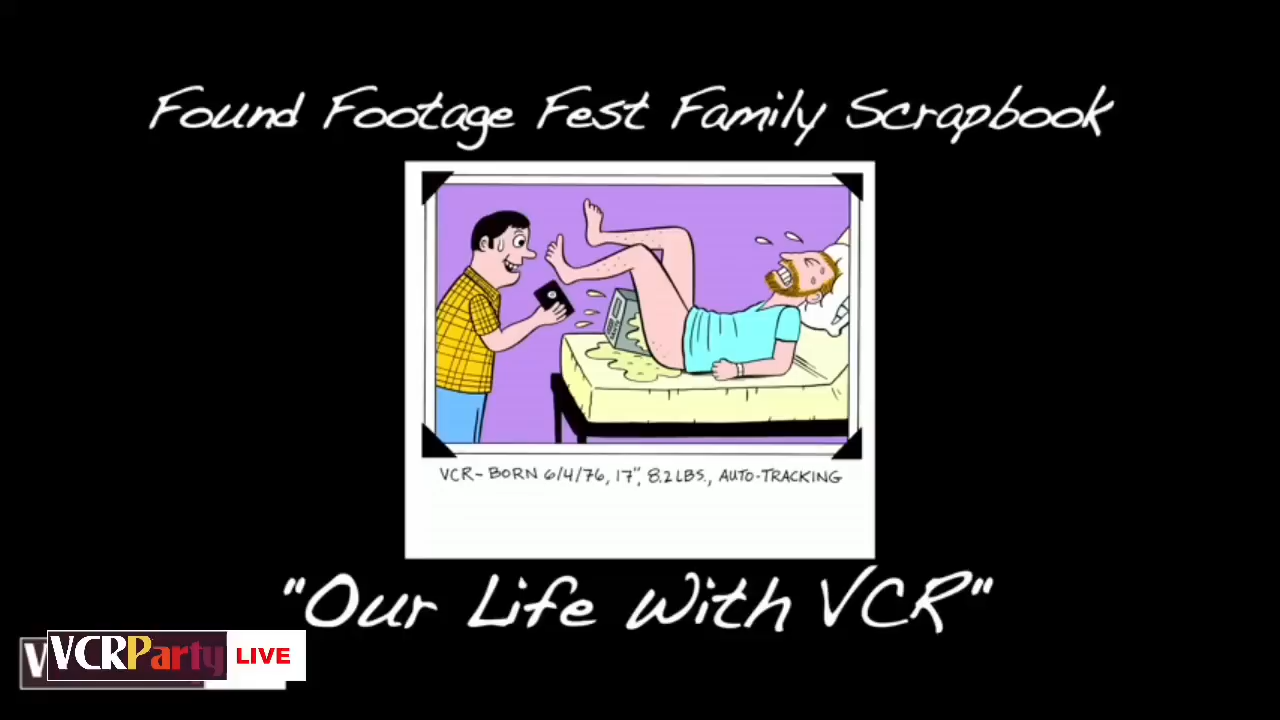 Found Footage Fest Family Scrapbook
VCR- BORN 6/4/76, 17", 8.2 LBS., AUTO-TRACKING
"Our Life With VCR"
VCRParty LIVE